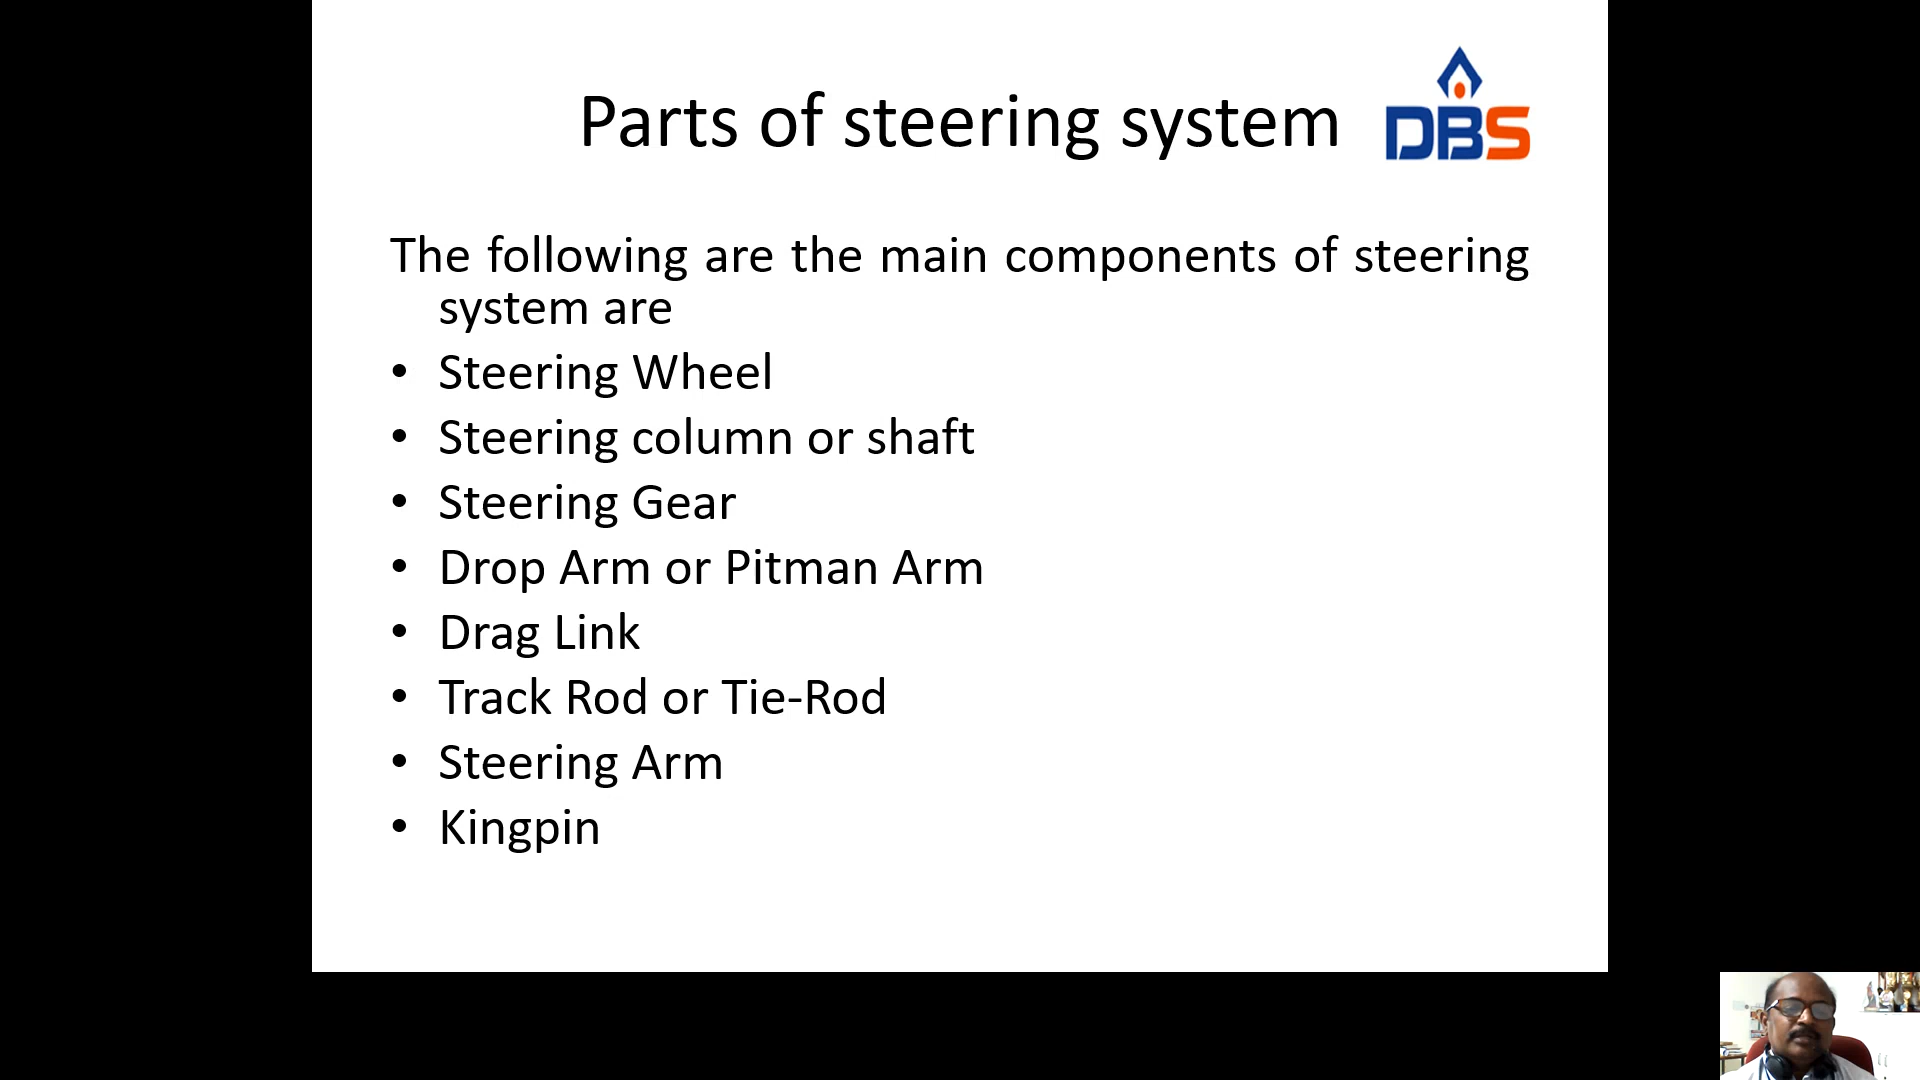 Parts of steering system
DBS
The following are the main components of steering
system are
• Steering Wheel
• Steering column or shaft
• Steering Gear
• Drop Arm or Pitman Arm
• Drag Link
• Track Rod or Tie-Rod
• Steering Arm
• Kingpin